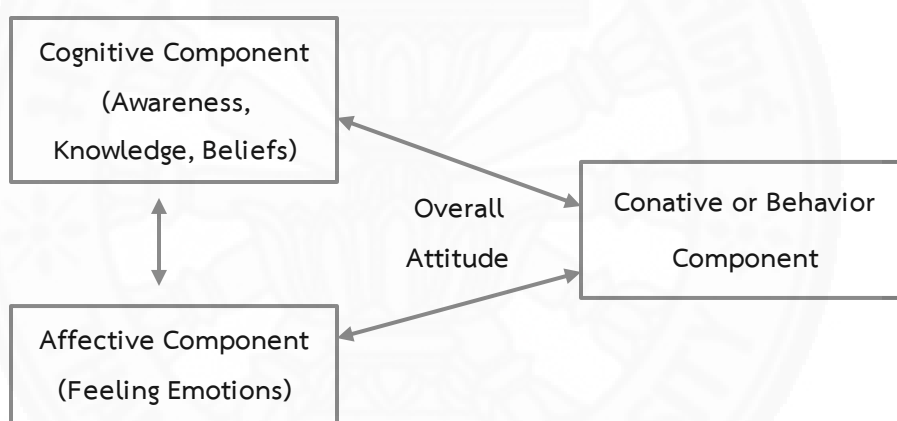 Cognitive Component
(Awareness,
Knowledge, Beliefs)
Overall
Attitude
Conative or Behavior
Component
Affective Component
(Feeling Emotions)